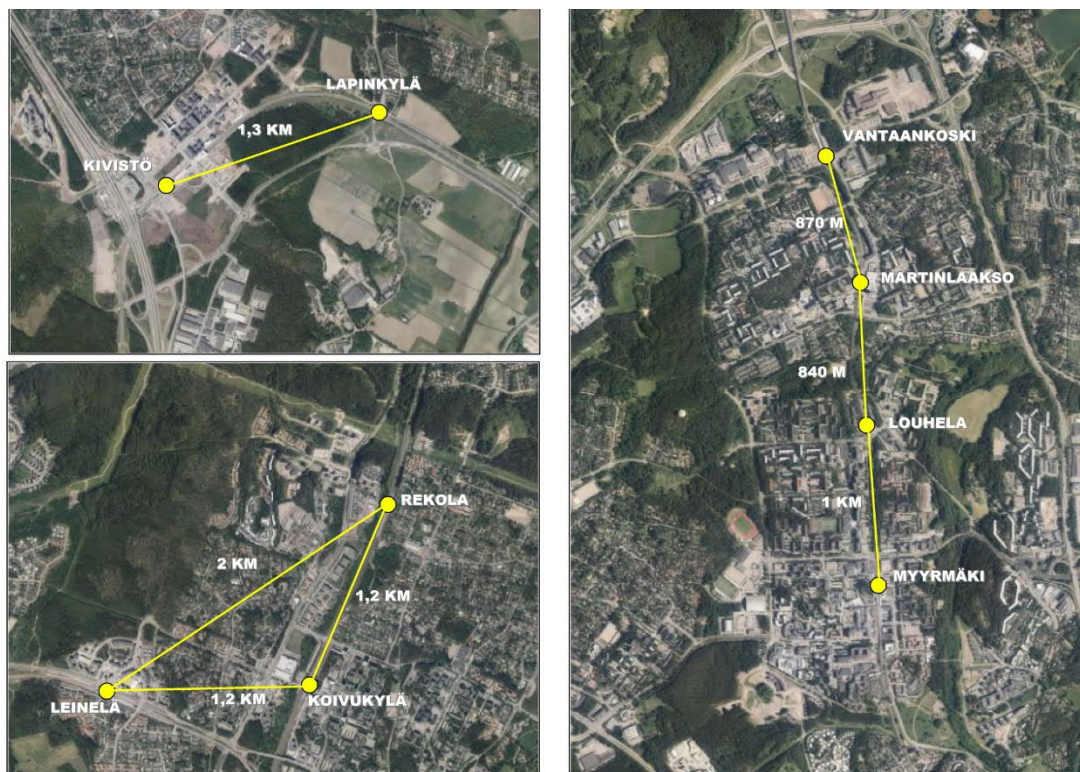 LAPINKYLÄ
1,3 KM
KIVISTÖ
REKOLA
2 KM
1,2 KM
LEINELÄ
1,2 KM
KOIVUKYLÄ
VANTAANKOSKI
870 M
MARTINLAAKSO
840 M
LOUHELA
1 KM
MYYRMÄKI